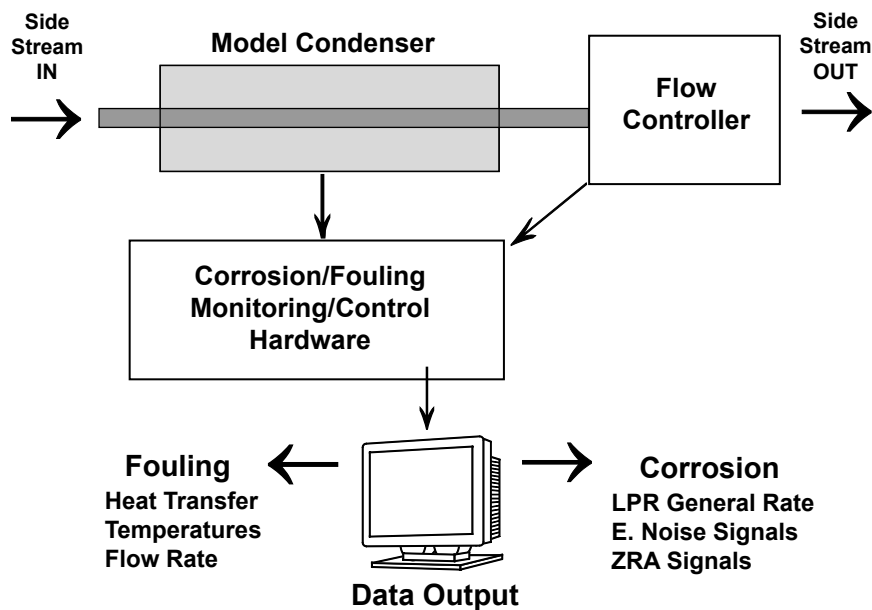 Side
Stream
IN
Model Condenser
Flow
Controller
Side
Stream
OUT
Corrosion/Fouling
Monitoring/Control
Hardware
Fouling
Heat Transfer
Temperatures
Flow Rate
Corrosion
LPR General Rate
E. Noise Signals
ZRA Signals
Data Output